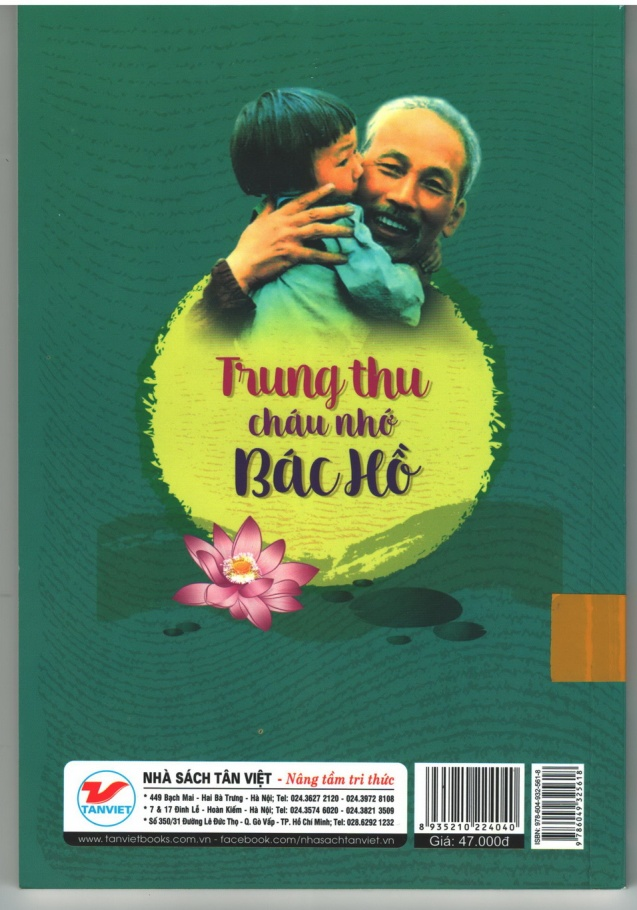 Trung thu
cháu nhớ
Bác Hồ
TANVIET
NHÀ SÁCH TÂN VIỆT - Nâng tầm tri thức
* 449 Bạch Mai - Hai Bà Trưng - Hà Nội; Tel: 024.3627 2120 - 024.3972 8108
* 7 & 17 Đinh Lễ - Hoàn Kiếm - Hà Nội; Tel: 024.3574 6020 - 024.3821 3509
* Số 350/31 Đường Lê Đức Thọ - Q. Gò Vấp - TP. Hồ Chí Minh; Tel: 028.6292 1232
www.tanvietbooks.com.vn - facebook.com/nhasachtanviet.vn
8 935210 224040
Giá: 47.000đ
ISBN: 978-604-932-561-8
9 786049 325618